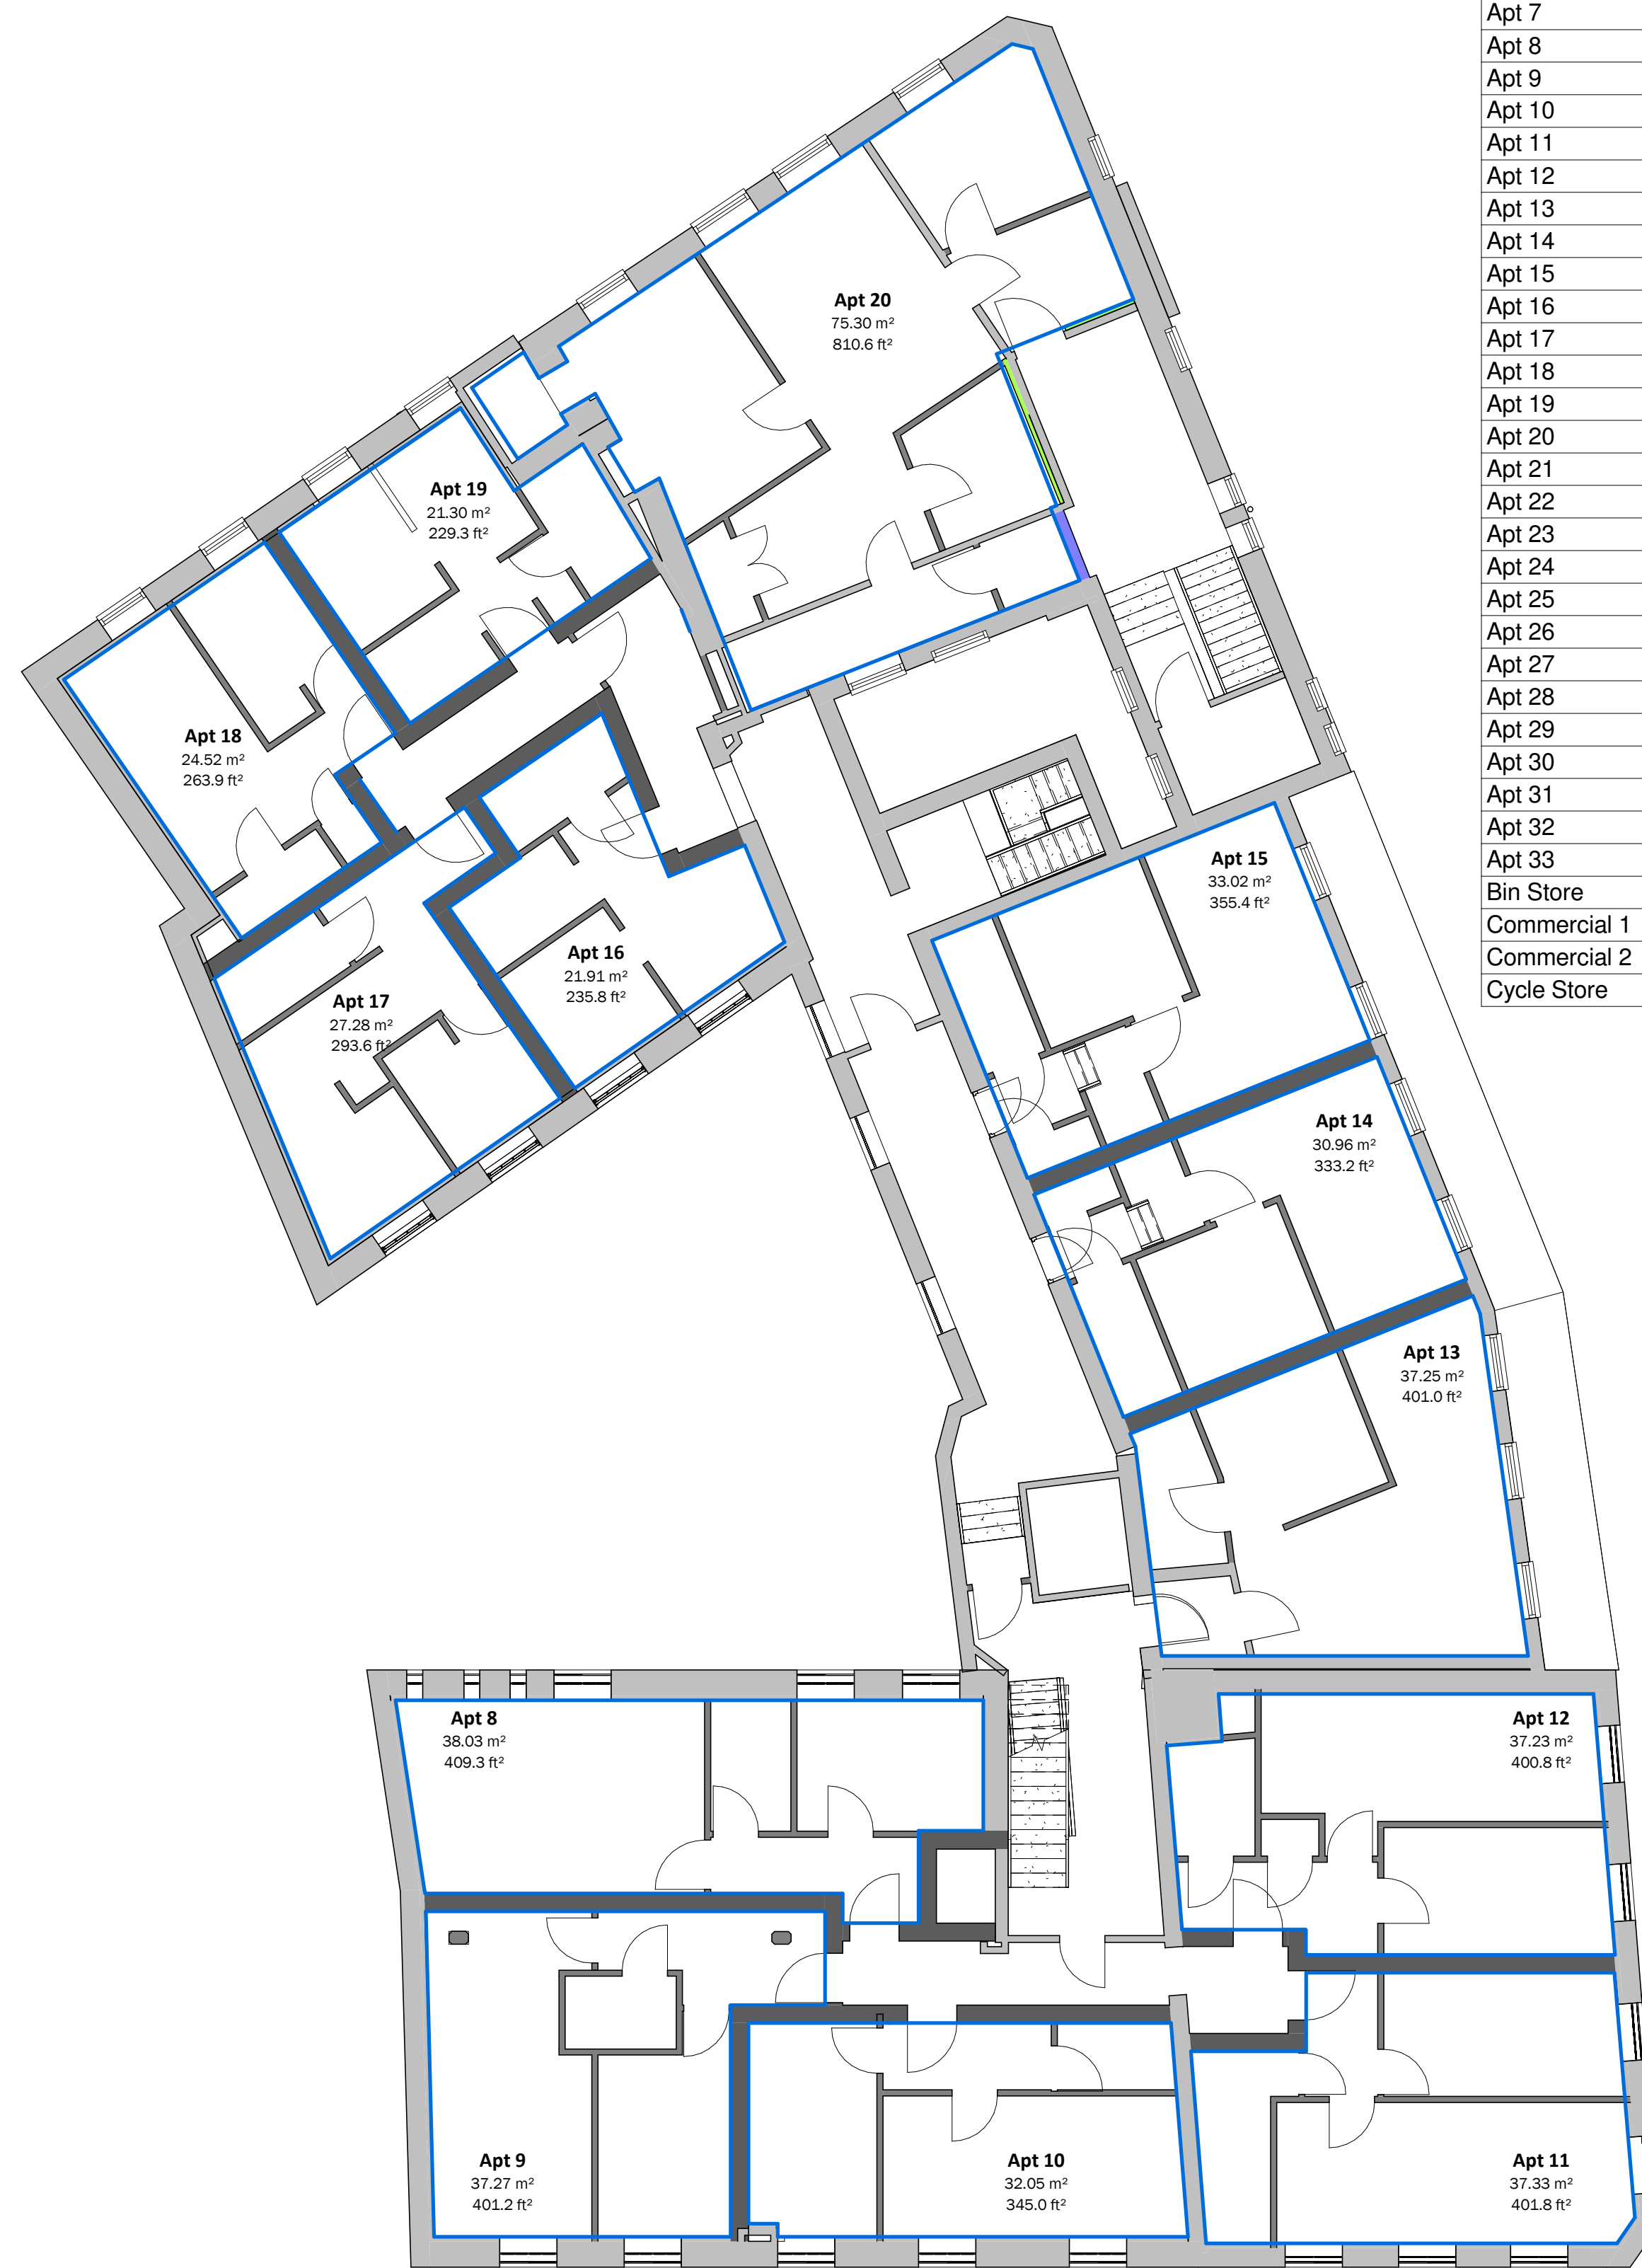 Apt 7
Apt 8
Apt 9
Apt 10
Apt 11
Apt 12
Apt 13
Apt 14
Apt 15
Apt 16
Apt 17
Apt 18
Apt 19
Apt 20
Apt 21
Apt 22
Apt 23
Apt 24
Apt 25
Apt 26
Apt 27
Apt 28
Apt 29
Apt 30
Apt 31
Apt 32
Apt 33
Bin Store
Commercial 1
Commercial 2
Cycle Store
Apt 20
75.30 m²
810.6 ft²
Apt 19
21.30 m²
229.3 ft²
Apt 18
24.52 m²
263.9 ft²
Apt 15
33.02 m²
355.4 ft²
Apt 16
21.91 m²
235.8 ft²
Apt 17
27.28 m²
293.6 ft²
Apt 14
30.96 m²
333.2 ft²
Apt 13
37.25 m²
401.0 ft²
Apt 8
38.03 m²
409.3 ft²
Apt 12
37.23 m²
400.8 ft²
Apt 9
37.27 m²
401.2 ft²
Apt 10
32.05 m²
345.0 ft²
Apt 11
37.33 m²
401.8 ft²